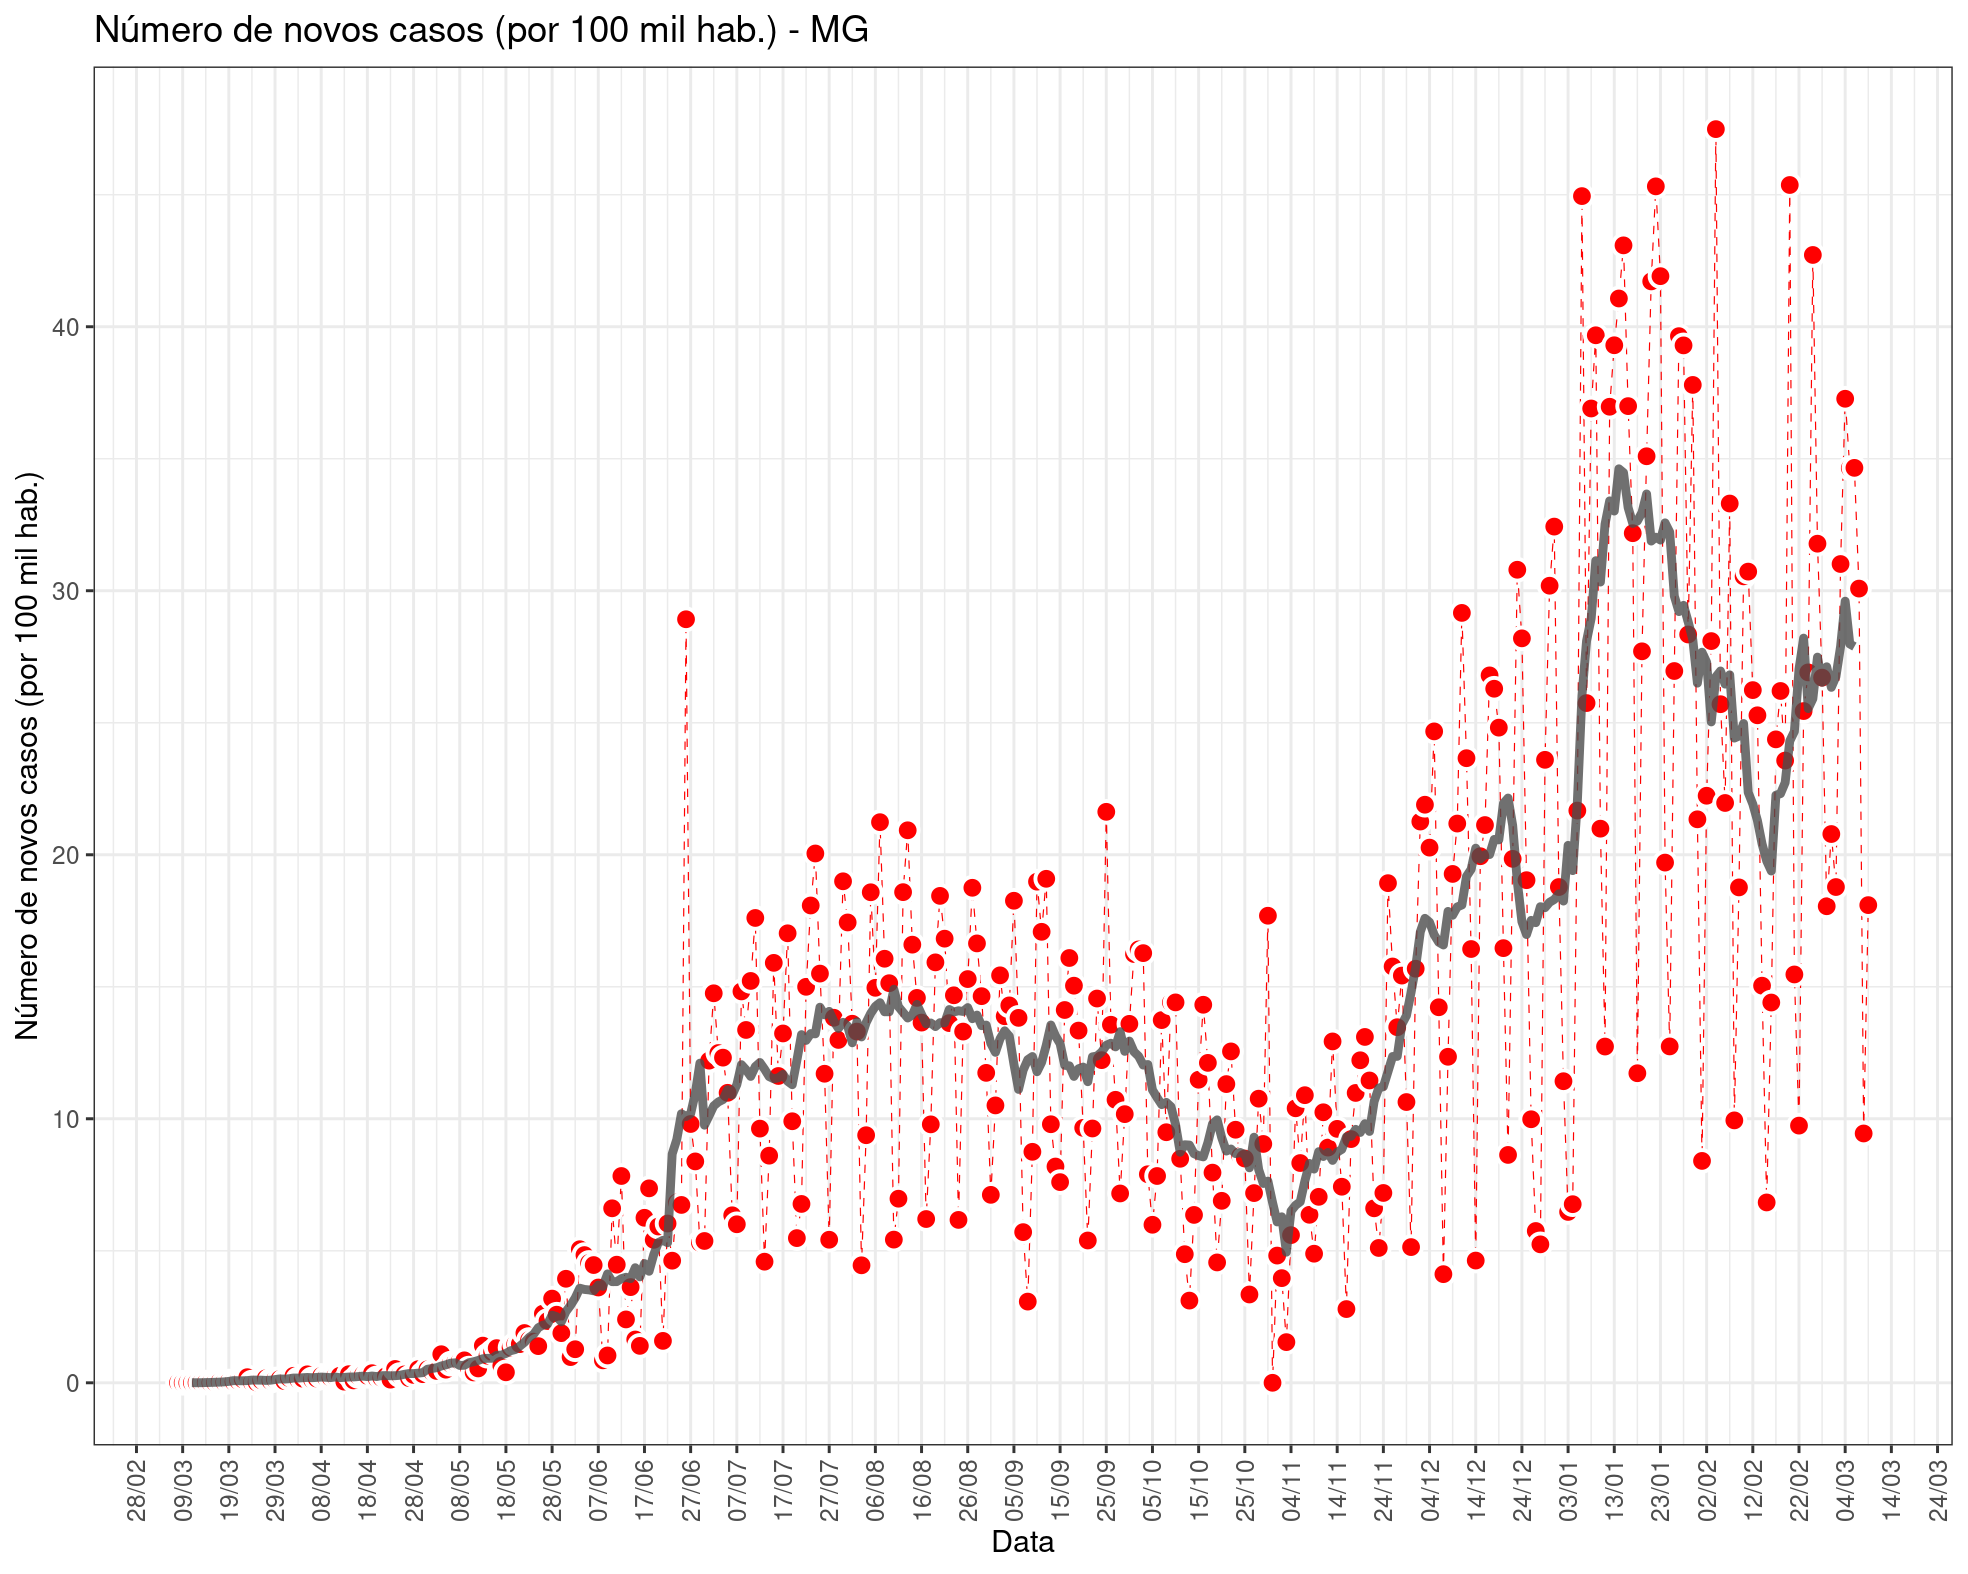 Número de novos casos (por 100 mil hab.) - MG
Número de novos casos (por 100 mil hab.)
40
30
20
10
0
28/02 09/03 19/03 29/03 08/04 18/04 28/04 08/05 18/05 28/05 07/06 17/06 27/06 07/07 17/07 27/07 06/08 16/08 26/08 05/09 15/09 25/09 05/10 15/10 25/10 04/11 14/11 24/11 04/12 14/12 24/12 03/01 13/01 23/01 02/02 12/02 22/02 04/03 14/03 24/03
Data